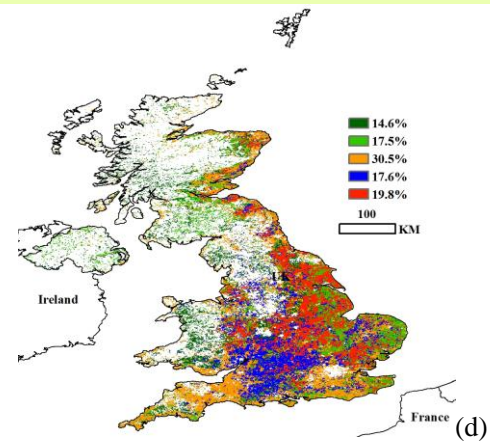 14.6%
17.5%
30.5%
17.6%
19.8%
100
KM
UK
Ireland
France
(d)